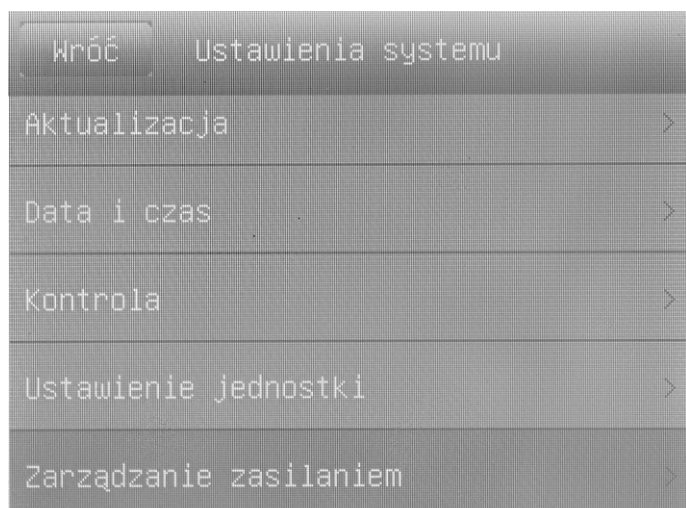 Wróć
Ustawienia systemu
Aktualizacja
Data i czas
Kontrola
Ustawienie jednostki
Zarządzanie zasilaniem